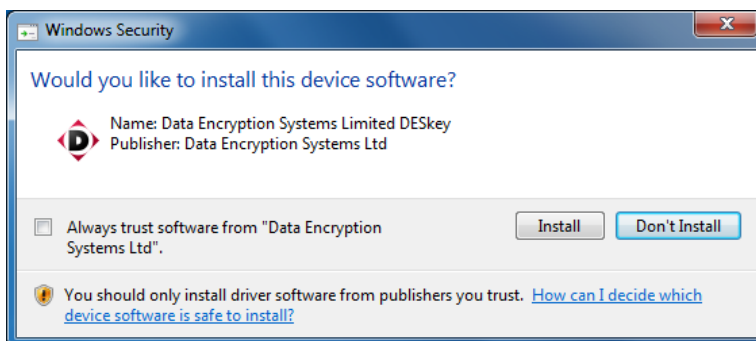 Windows Security
Would you like to install this device software?
D
Name: Data Encryption Systems Limited DESkey
Publisher: Data Encryption Systems Ltd
Always trust software from "Data Encryption
Systems Ltd".
Install
Don't Install
You should only install driver software from publishers you trust. How can I decide which
device software is safe to install?